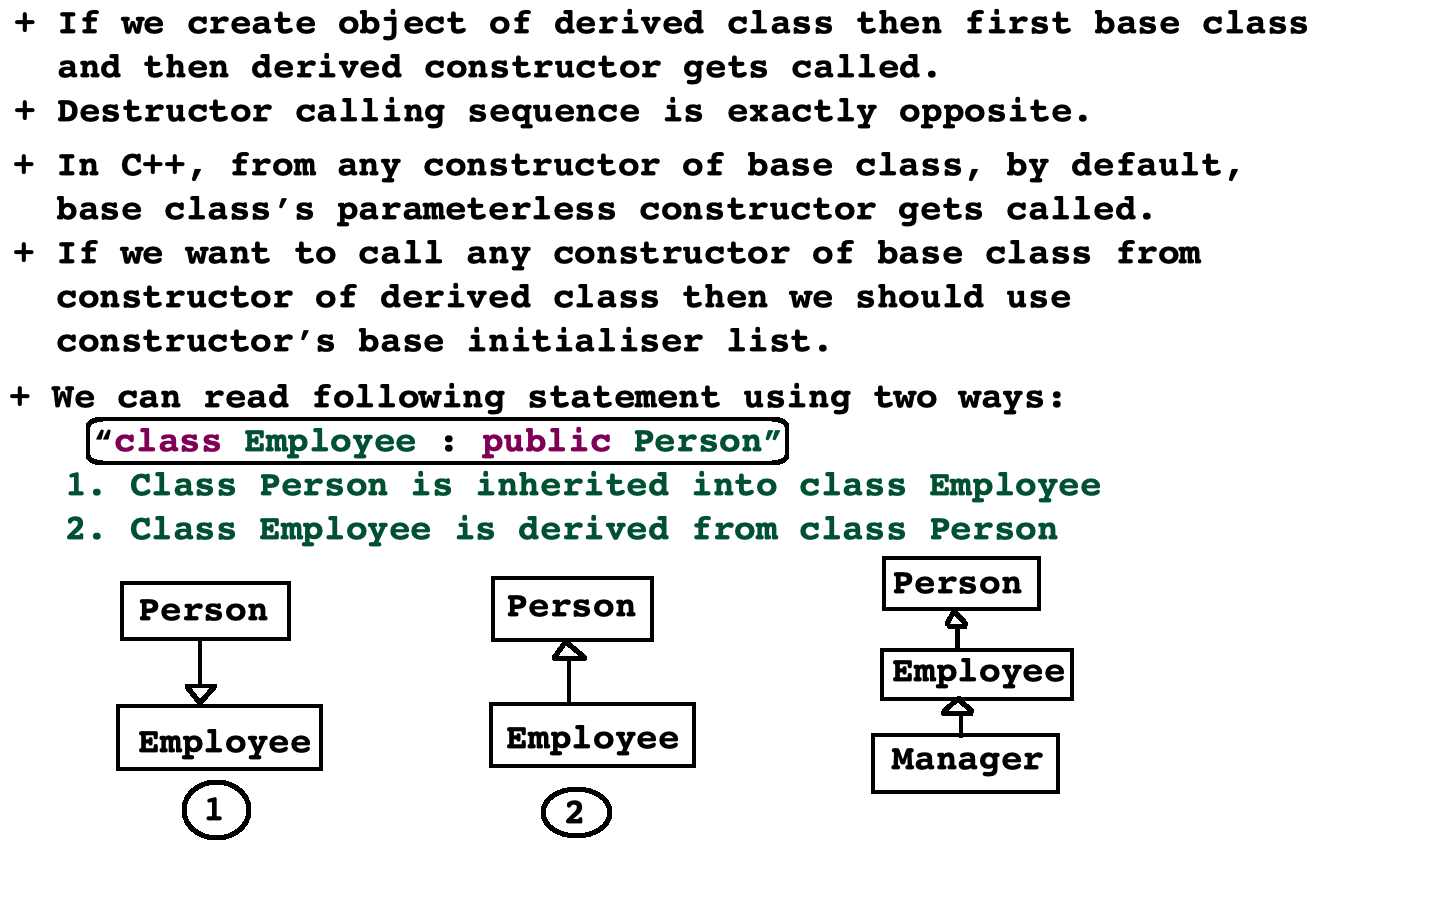 + If we create object of derived class then first base class
and then derived constructor gets called.
+ Destructor calling sequence is exactly opposite.
+ In C++, from any constructor of base class, by default,
base class’s parameterless constructor gets called.
+ If we want to call any constructor of base class from
constructor of derived class then we should use
constructor’s base initialiser list.
+ We can read following statement using two ways:
“class Employee : public Person”
1. Class Person is inherited into class Employee
2. Class Employee is derived from class Person
Person
Employee
1
Person
Employee
2
Person
Employee
Manager